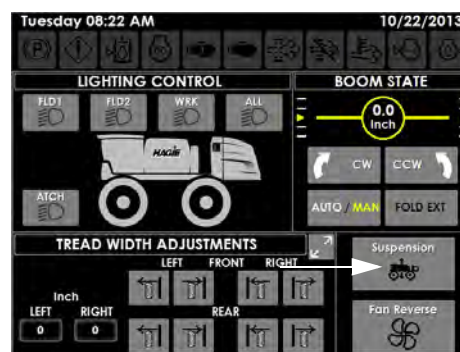 Tuesday 08:22 AM 10/22/2013
LIGHTING CONTROL
BOOM STATE
FLD1 FLD2 WRK ALL
HAGIE
ATCH
0.0
Inch
CW CCW
AUTO / MAN FOLD EXT
TREAD WIDTH ADJUSTMENTS
LEFT FRONT RIGHT
Inch
LEFT RIGHT
0 0
REAR
Suspension
Fan Reverse